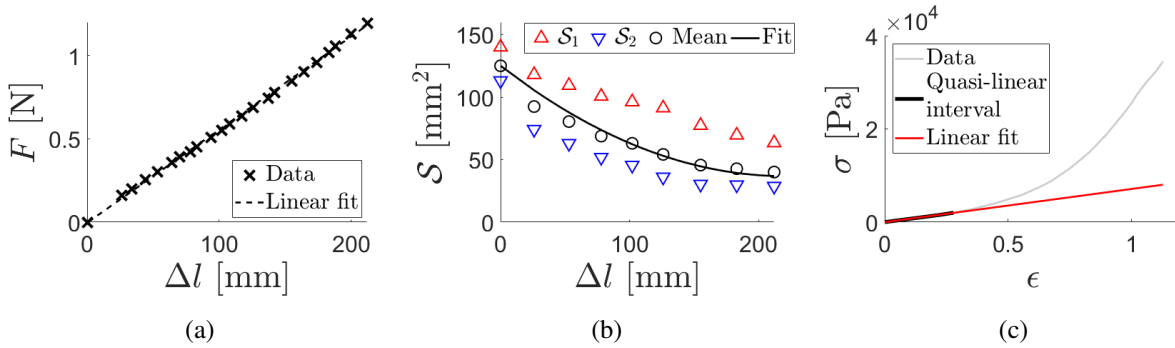 F [N]
1
0.5
0
0
100
200
Δl [mm]
Data
Linear fit
(a)
S [mm²]
150
100
50
0
0
100
200
Δl [mm]
S₁ S₂ Mean Fit
(b)
σ [Pa]
×10⁴
4
2
0
0
0.5
1
ϵ
Data
Quasi-linear
interval
Linear fit
(c)